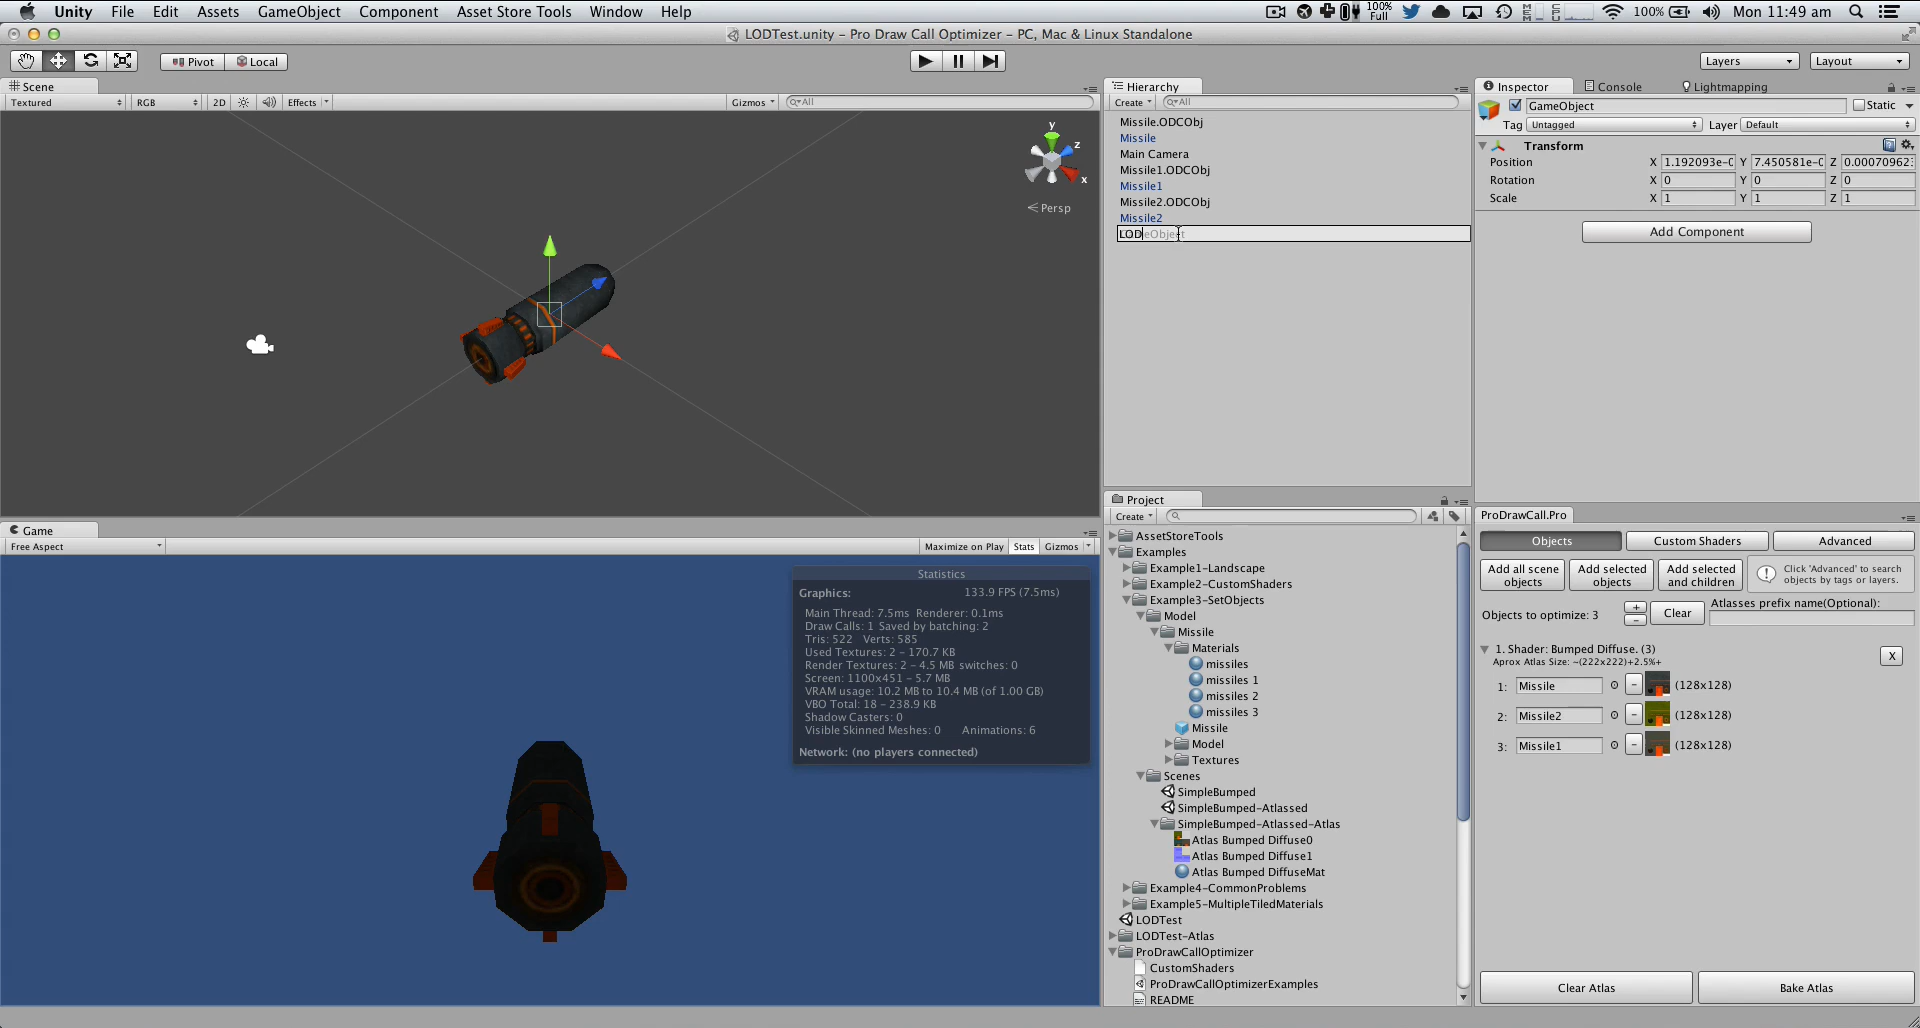 Unity File Edit Assets GameObject Component Asset Store Tools Window Help 100% Full 100% Mon 11:49 am
LODTest.unity – Pro Draw Call Optimizer – PC, Mac & Linux Standalone
Pivot Local Layers Layout
Scene
Textured RGB 2D Effects Gizmos All
y
z
x
Persp
Game
Free Aspect Maximize on Play Stats Gizmos
Statistics
Graphics: 133.9 FPS (7.5ms)
Main Thread: 7.5ms Renderer: 0.1ms
Draw Calls: 1 Saved by batching: 2
Tris: 522 Verts: 585
Used Textures: 2 – 170.7 KB
Render Textures: 2 – 4.5 MB switches: 0
Screen: 1100x451 – 5.7 MB
VRAM usage: 10.2 MB to 10.4 MB (of 1.00 GB)
VBO Total: 18 – 238.9 KB
Shadow Casters: 0
Visible Skinned Meshes: 0 Animations: 6
Network: (no players connected)
Hierarchy
Create All
Missile.ODCObj
Missile
Main Camera
Missile1.ODCObj
Missile1
Missile2.ODCObj
Missile2
LODeObject
Project
Create
AssetStoreTools
Examples
Example1-Landscape
Example2-CustomShaders
Example3-SetObjects
Model
Missile
Materials
missiles
missiles 1
missiles 2
missiles 3
Missile
Model
Textures
Scenes
SimpleBumped
SimpleBumped-Atlassed
SimpleBumped-Atlassed-Atlas
Atlas Bumped Diffuse0
Atlas Bumped Diffuse1
Atlas Bumped DiffuseMat
Example4-CommonProblems
Example5-MultipleTiledMaterials
LODTest
LODTest-Atlas
ProDrawCallOptimizer
CustomShaders
ProDrawCallOptimizerExamples
README
Inspector Console Lightmapping
GameObject Static
Tag Untagged Layer Default
Transform
Position X 1.192093e-0 Y 7.450581e-0 Z 0.000709623
Rotation X 0 Y 0 Z 0
Scale X 1 Y 1 Z 1
Add Component
ProDrawCall.Pro
Objects Custom Shaders Advanced
Add all scene objects Add selected objects Add selected and children Click 'Advanced' to search objects by tags or layers.
Objects to optimize: 3 + - Clear Atlasses prefix name(Optional):
1. Shader: Bumped Diffuse. (3) X
Aprox Atlas Size: ~(222x222)+2.5%+
1: Missile - (128x128)
2: Missile2 - (128x128)
3: Missile1 - (128x128)
Clear Atlas Bake Atlas